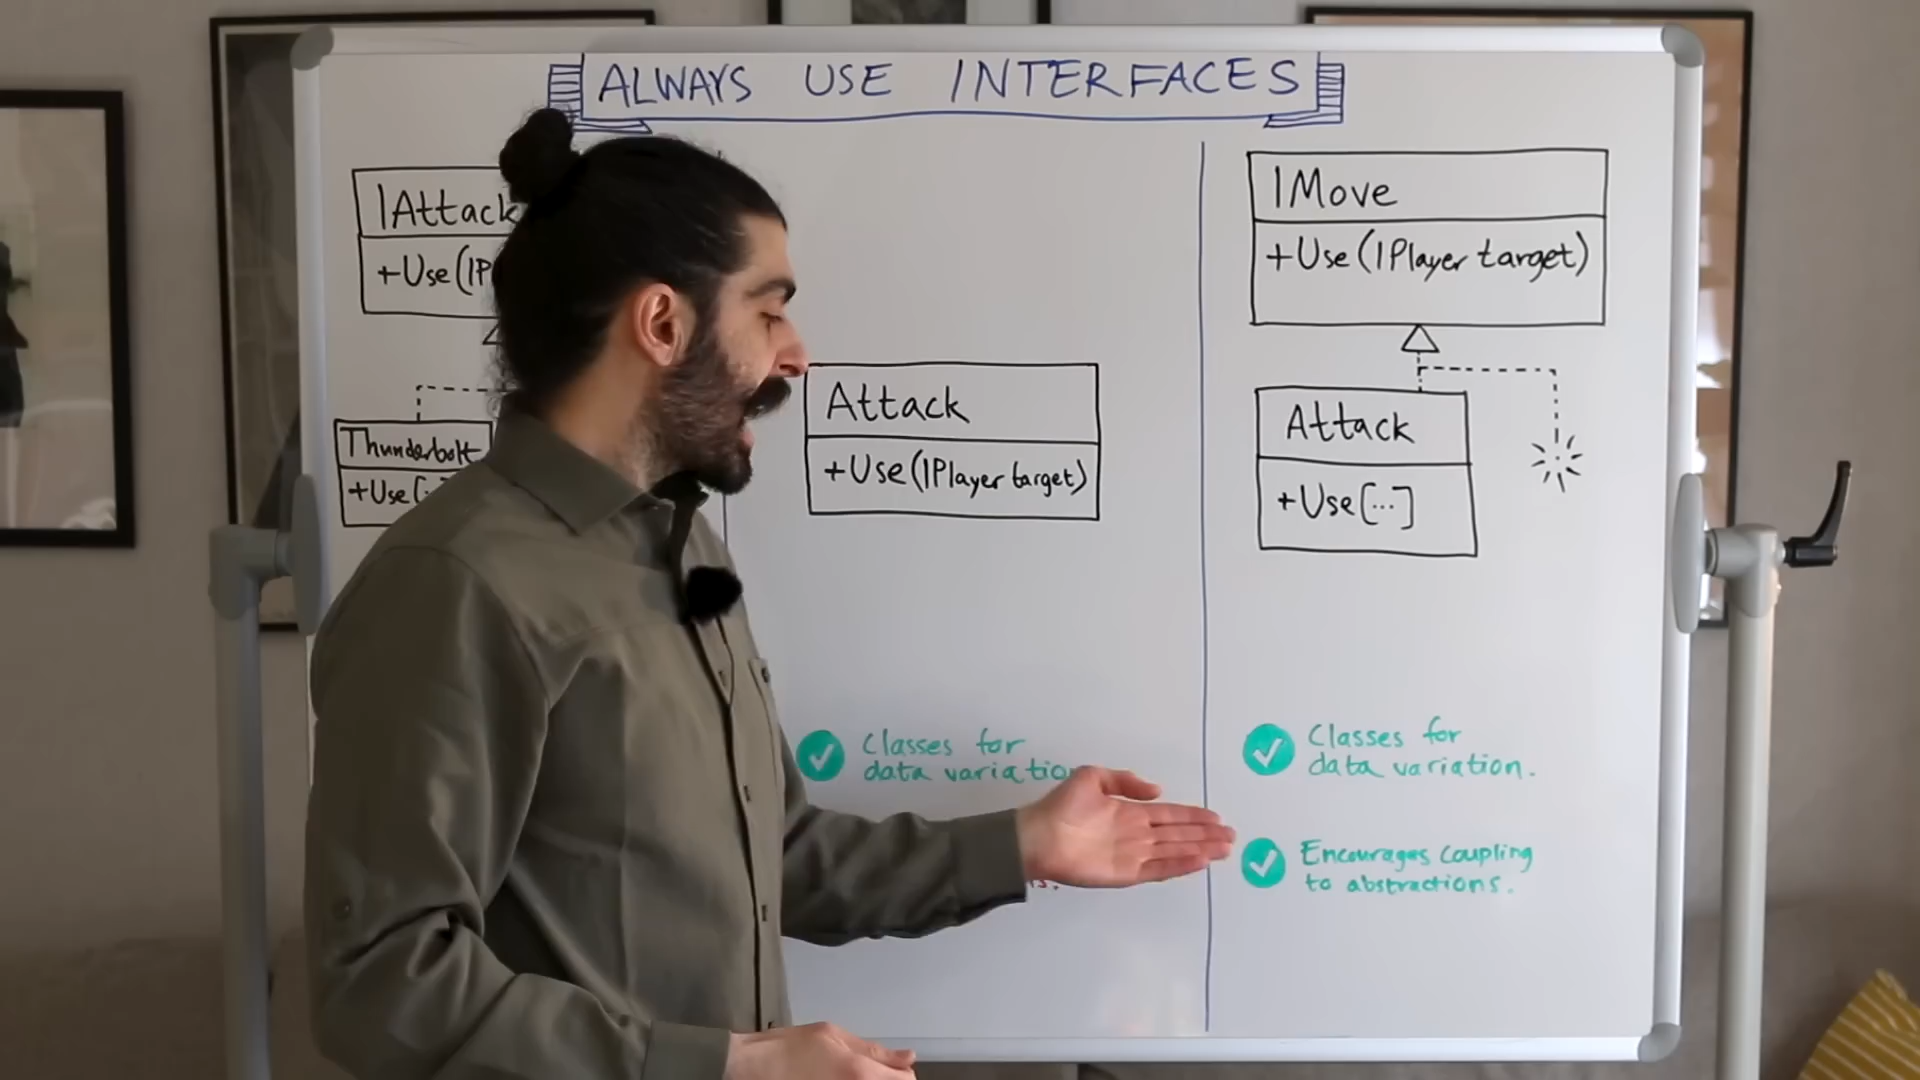 ALWAYS USE INTERFACES
IAttack
+Use(IP
Thunderbolt
+Use[
Attack
+Use(IPlayer target)
Classes for
data variation
IMove
+Use(IPlayer target)
Attack
+Use[...]
Classes for
data variation.
Encourages coupling
to abstractions.